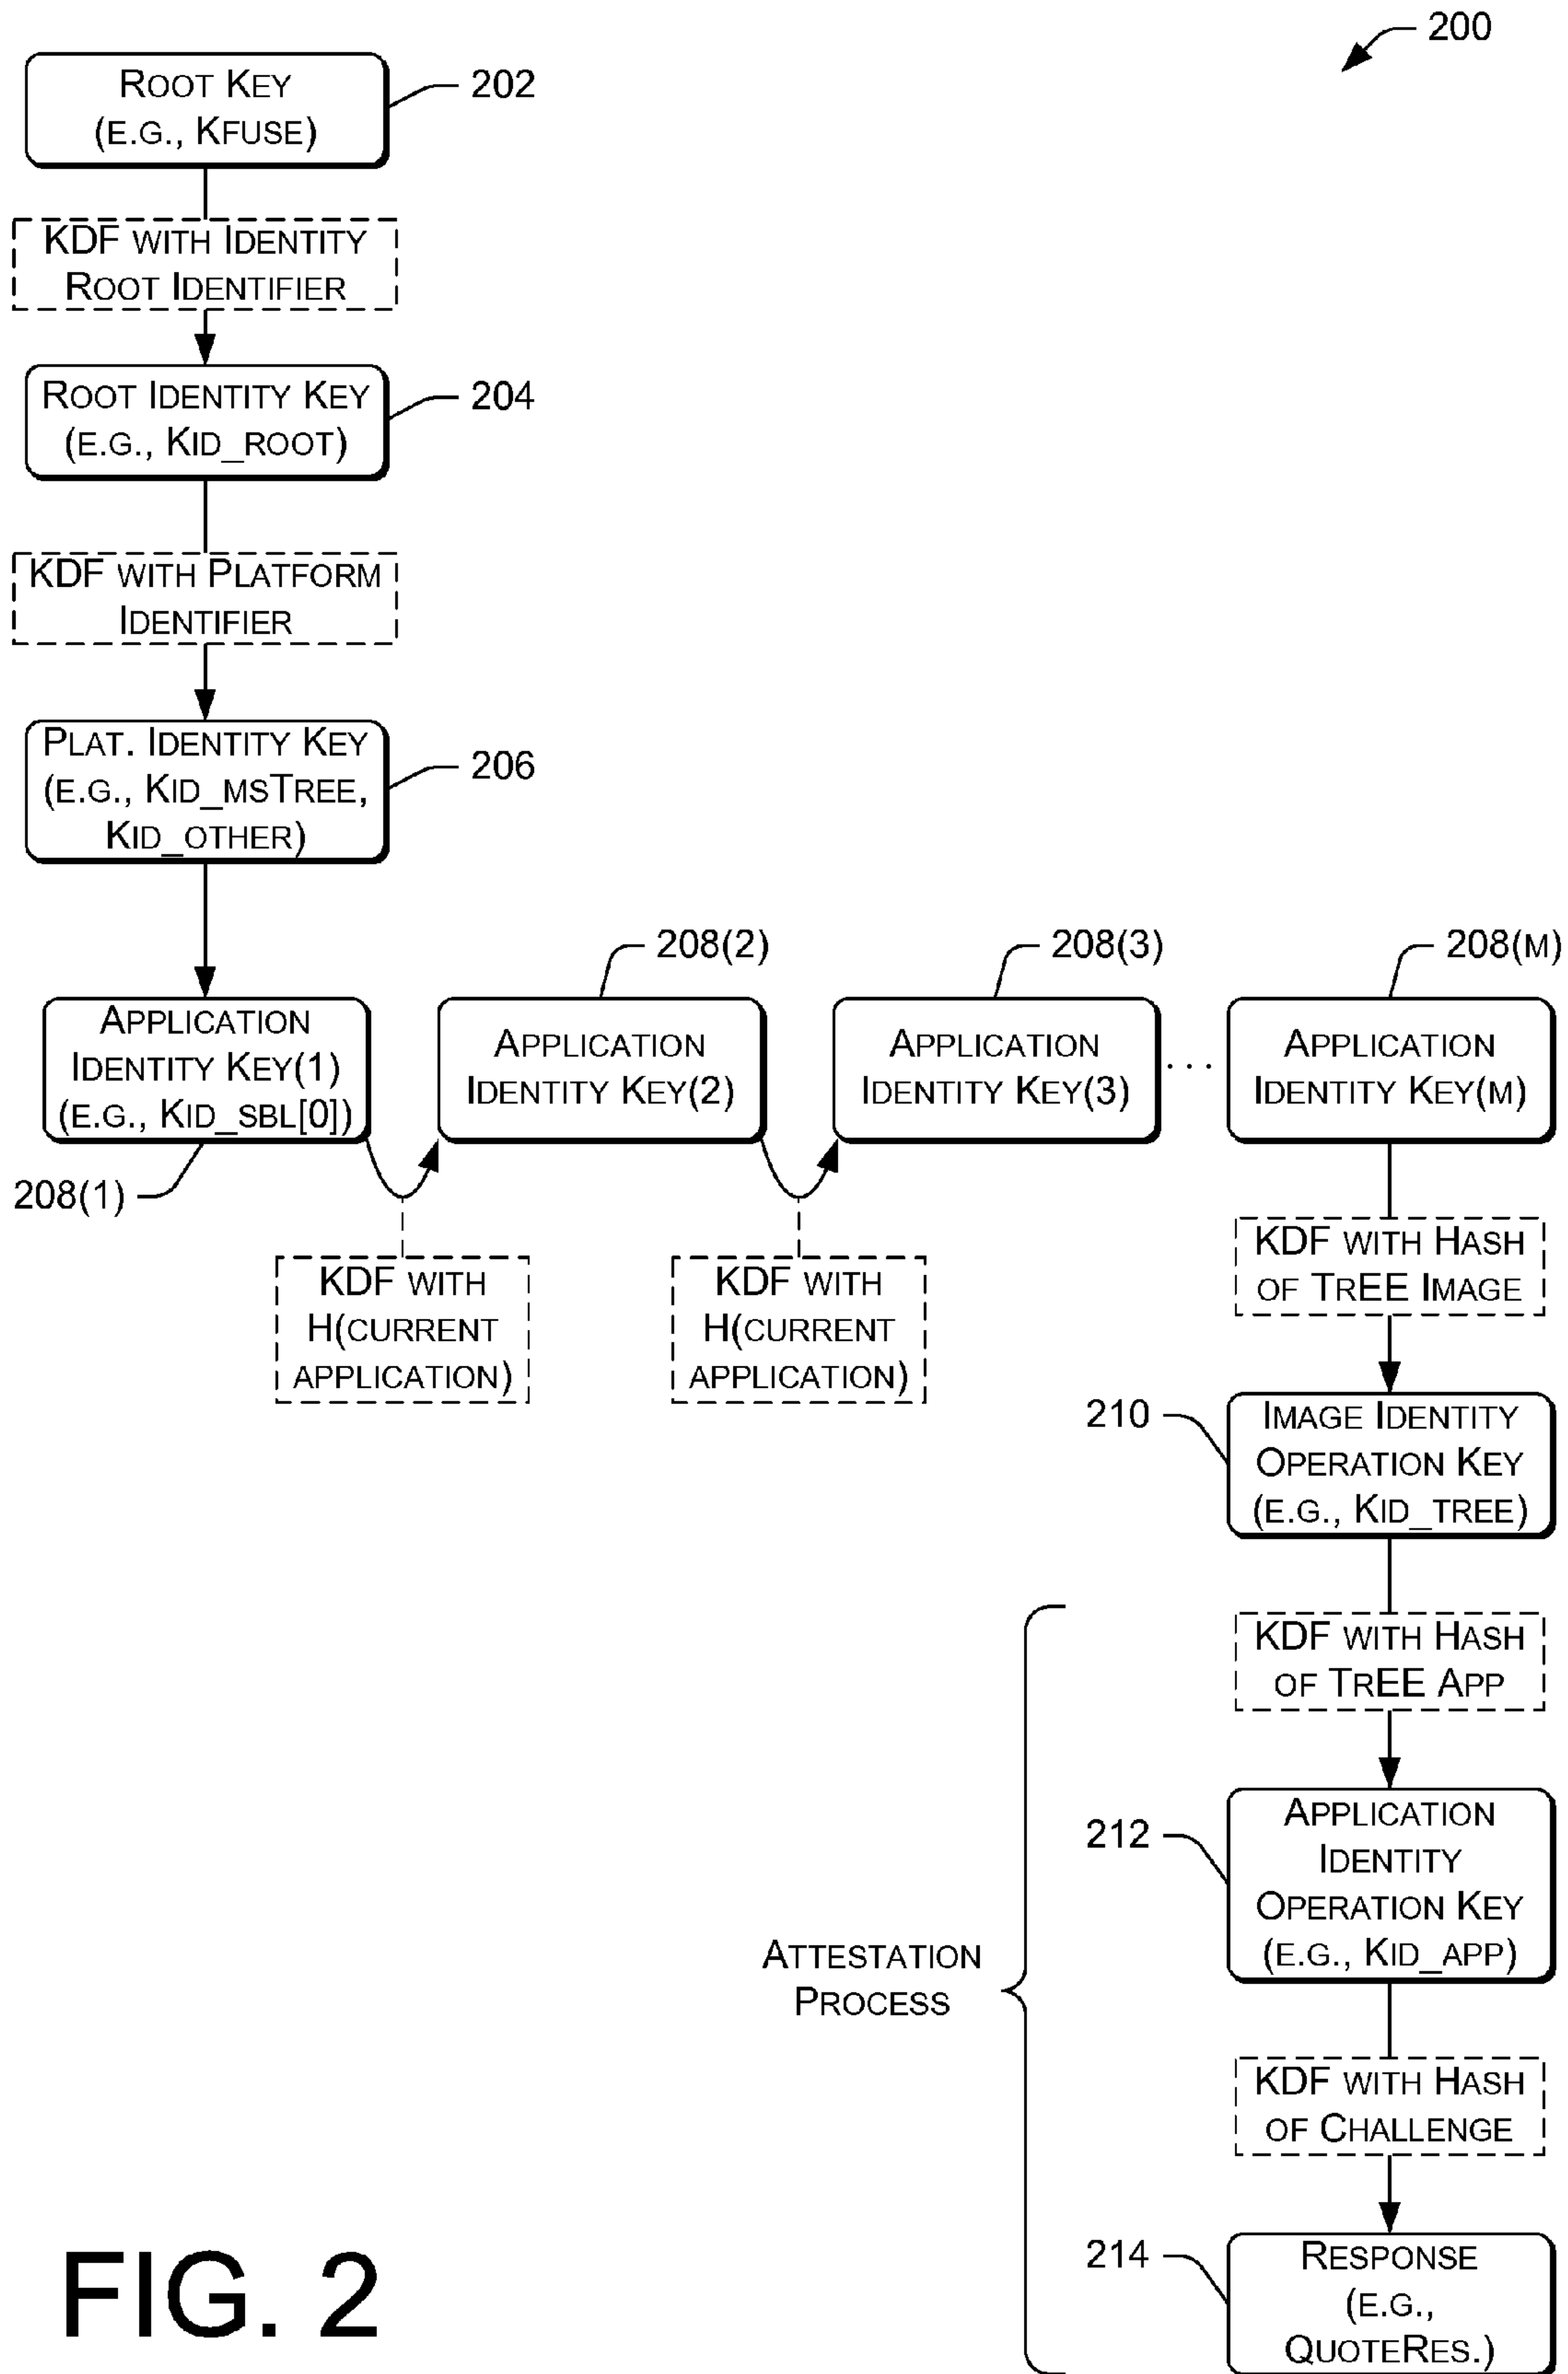 200
ROOT KEY
(E.G., KFUSE)
202
KDF WITH IDENTITY
ROOT IDENTIFIER
ROOT IDENTITY KEY
(E.G., KID_ROOT)
204
KDF WITH PLATFORM
IDENTIFIER
PLAT. IDENTITY KEY
(E.G., KID_MSTREE,
KID_OTHER)
206
APPLICATION
IDENTITY KEY(1)
(E.G., KID_SBL[0])
208(1)
KDF WITH
H(CURRENT
APPLICATION)
208(2)
APPLICATION
IDENTITY KEY(2)
KDF WITH
H(CURRENT
APPLICATION)
208(3)
APPLICATION
IDENTITY KEY(3)
. . .
208(M)
APPLICATION
IDENTITY KEY(M)
KDF WITH HASH
OF TREE IMAGE
210
IMAGE IDENTITY
OPERATION KEY
(E.G., KID_TREE)
KDF WITH HASH
OF TREE APP
212
APPLICATION
IDENTITY
OPERATION KEY
(E.G., KID_APP)
ATTESTATION
PROCESS
KDF WITH HASH
OF CHALLENGE
214
RESPONSE
(E.G.,
QUOTERES.)
FIG. 2